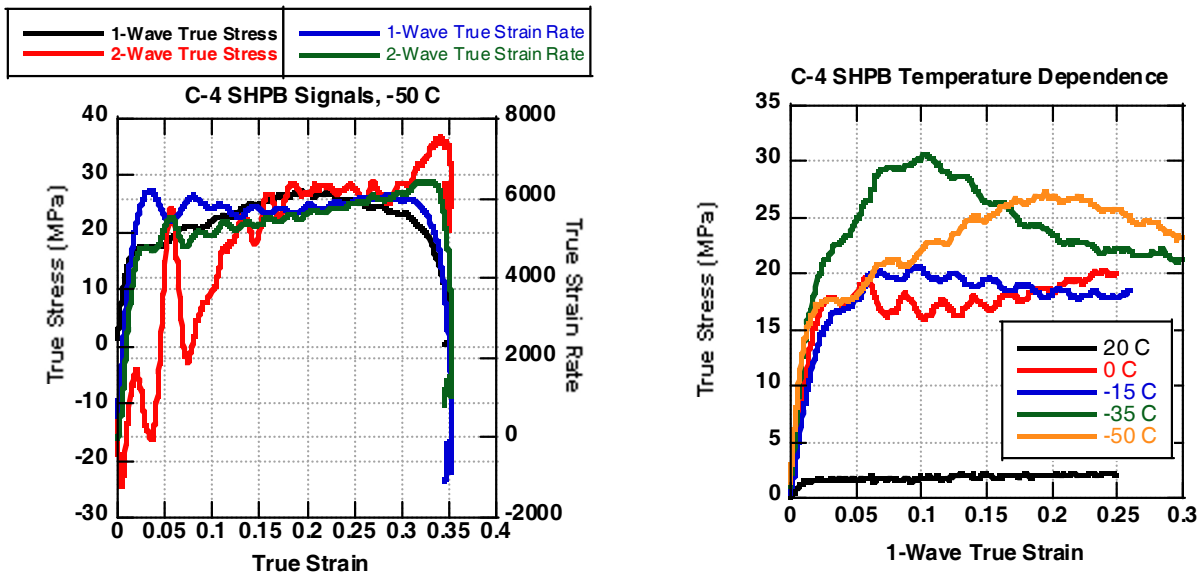 1-Wave True Stress
2-Wave True Stress
1-Wave True Strain Rate
2-Wave True Strain Rate
C-4 SHPB Signals, -50 C
True Stress (MPa)
40
30
20
10
0
-10
-20
-30
8000
6000
4000
2000
0
-2000
True Strain Rate
0 0.05 0.1 0.15 0.2 0.25 0.3 0.35 0.4
True Strain
C-4 SHPB Temperature Dependence
True Stress (MPa)
35
30
25
20
15
10
5
0
20 C
0 C
-15 C
-35 C
-50 C
0 0.05 0.1 0.15 0.2 0.25 0.3
1-Wave True Strain